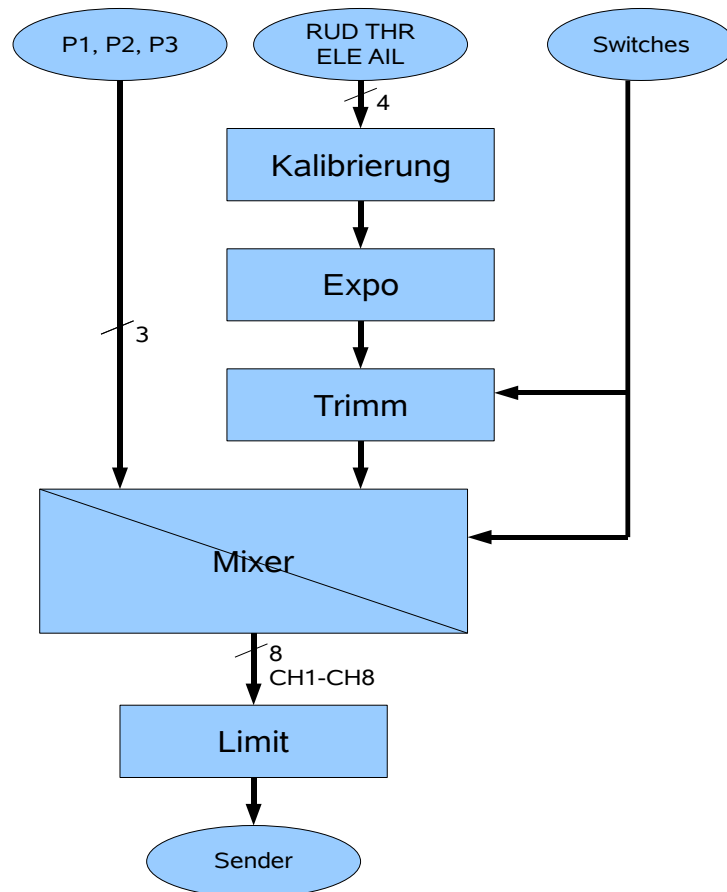 P1, P2, P3
RUD THR
ELE AIL
Switches
4
Kalibrierung
Expo
3
Trimm
Mixer
8
CH1-CH8
Limit
Sender